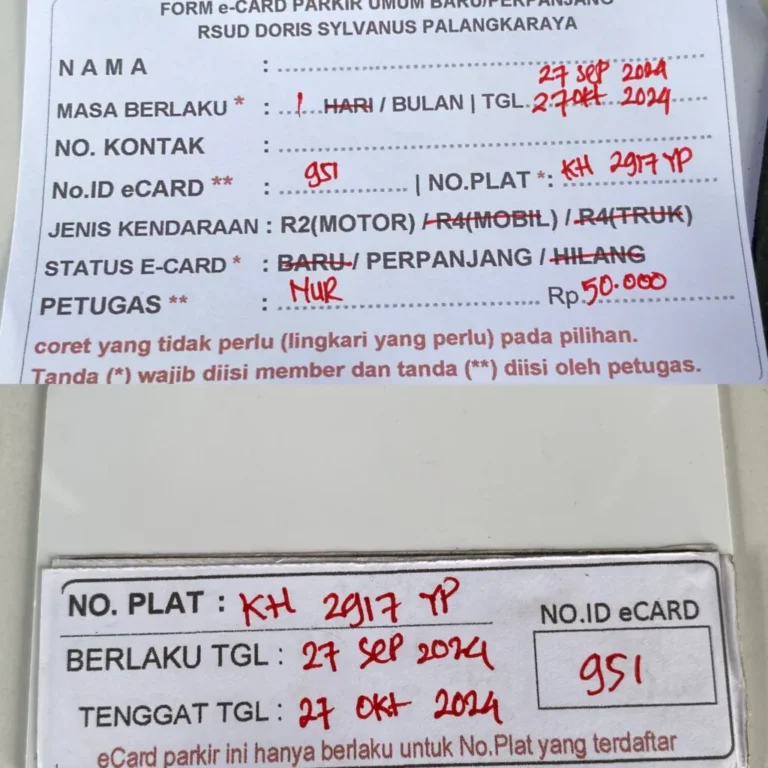 FORM e-CARD PARKIR UMUM BARU/PERPANJANG
RSUD DORIS SYLVANUS PALANGKARAYA
NAMA :
27 Sep 2024
MASA BERLAKU * : 1 HARI / BULAN | TGL. 27 Okt 2024
NO. KONTAK :
No.ID eCARD ** : 951 | NO.PLAT *: KH 2917 YP
JENIS KENDARAAN : R2(MOTOR) / R4(MOBIL) / R4(TRUK)
STATUS E-CARD * : BARU / PERPANJANG / HILANG
PETUGAS ** : NUR Rp. 50.000
coret yang tidak perlu (lingkari yang perlu) pada pilihan.
Tanda (*) wajib diisi member dan tanda (**) diisi oleh petugas.
NO. PLAT : KH 2917 YP
NO.ID eCARD
BERLAKU TGL : 27 Sep 2024
951
TENGGAT TGL : 27 OKt 2024
eCard parkir ini hanya berlaku untuk No.Plat yang terdaftar